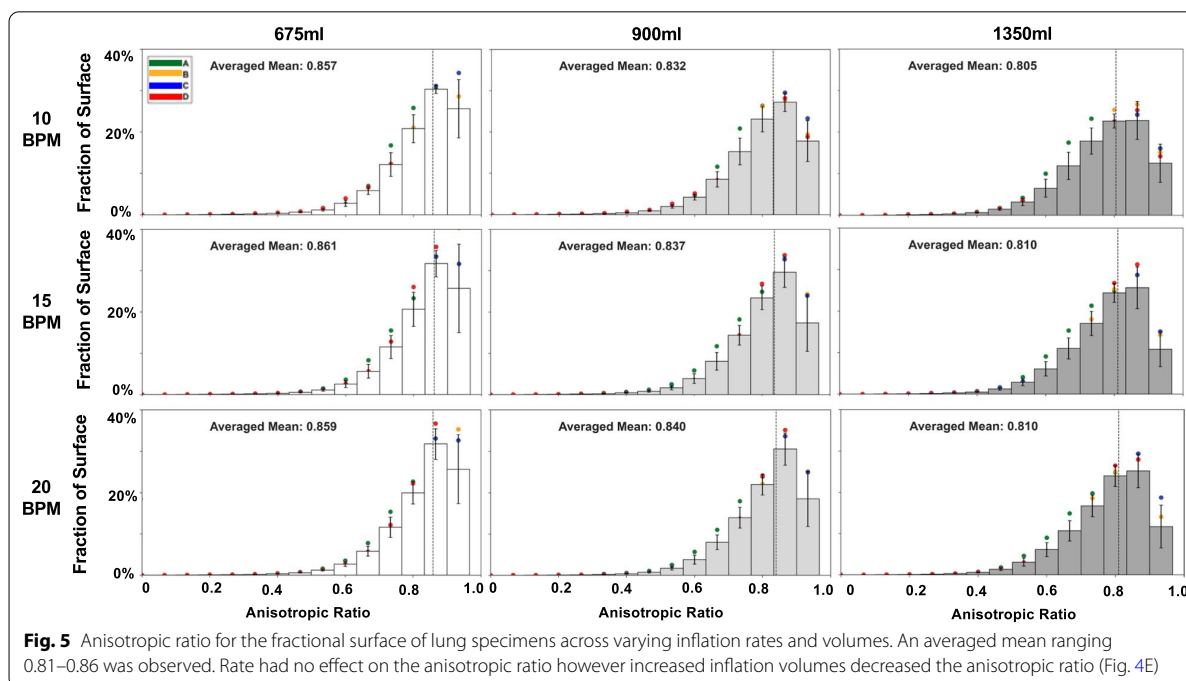 675ml 900ml 1350ml
10 BPM
Fraction of Surface
40%
20%
0%
A
B
C
D
Averaged Mean: 0.857
Averaged Mean: 0.832
Averaged Mean: 0.805
15 BPM
Fraction of Surface
40%
20%
0%
Averaged Mean: 0.861
Averaged Mean: 0.837
Averaged Mean: 0.810
20 BPM
Fraction of Surface
40%
20%
0%
Averaged Mean: 0.859
Averaged Mean: 0.840
Averaged Mean: 0.810
0 0.2 0.4 0.6 0.8 1.0 0.2 0.4 0.6 0.8 1.0 0.2 0.4 0.6 0.8 1.0
Anisotropic Ratio Anisotropic Ratio Anisotropic Ratio
Fig. 5 Anisotropic ratio for the fractional surface of lung specimens across varying inflation rates and volumes. An averaged mean ranging
0.81–0.86 was observed. Rate had no effect on the anisotropic ratio however increased inflation volumes decreased the anisotropic ratio (Fig. 4E)